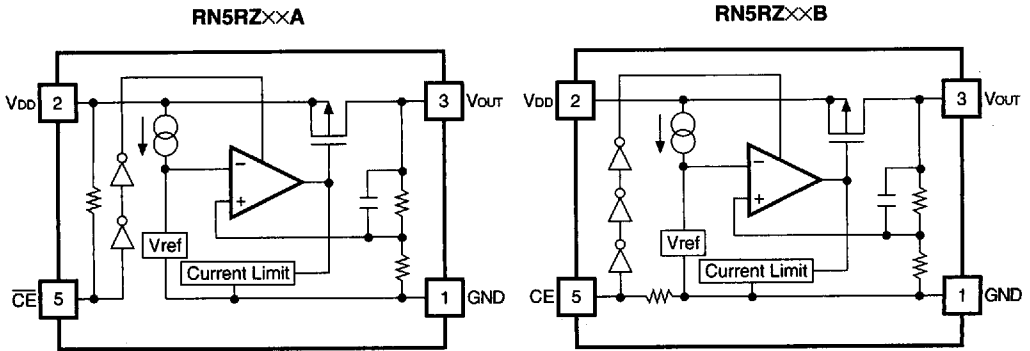 RN5RZ××A
VDD 2
3 VOUT
−
+
Vref
Current Limit
C̅E̅ 5
1 GND
RN5RZ××B
VDD 2
3 VOUT
−
+
Vref
Current Limit
CE 5
1 GND